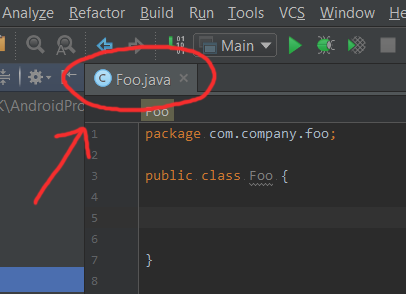 Analyze Refactor Build Run Tools VCS Window He
Main
Foo.java
K\AndroidPro
Foo
1 package com.company.foo;
2
3 public class Foo {
4
5
6
7 }
8